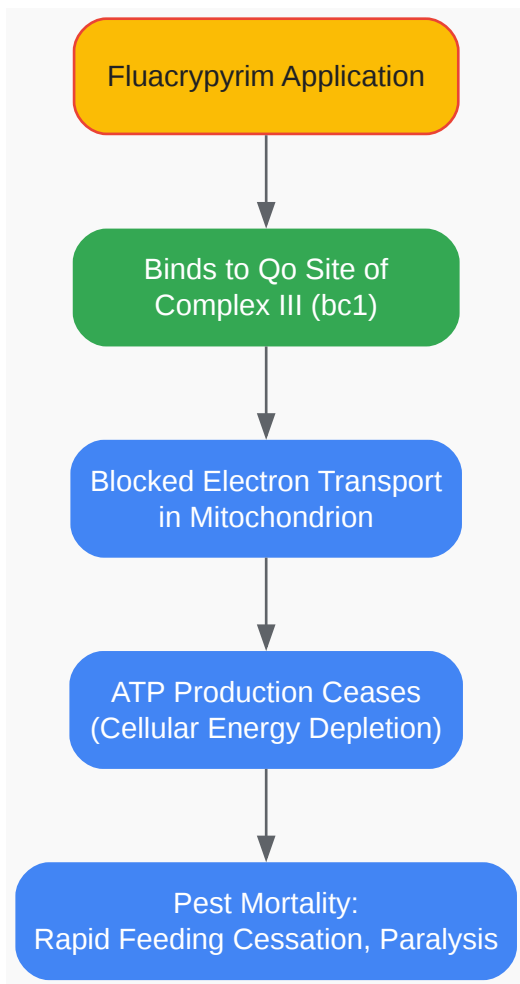 Fluacrypyrim Application
Binds to Qo Site of
Complex III (bc1)
Blocked Electron Transport
in Mitochondrion
ATP Production Ceases
(Cellular Energy Depletion)
Pest Mortality:
Rapid Feeding Cessation, Paralysis